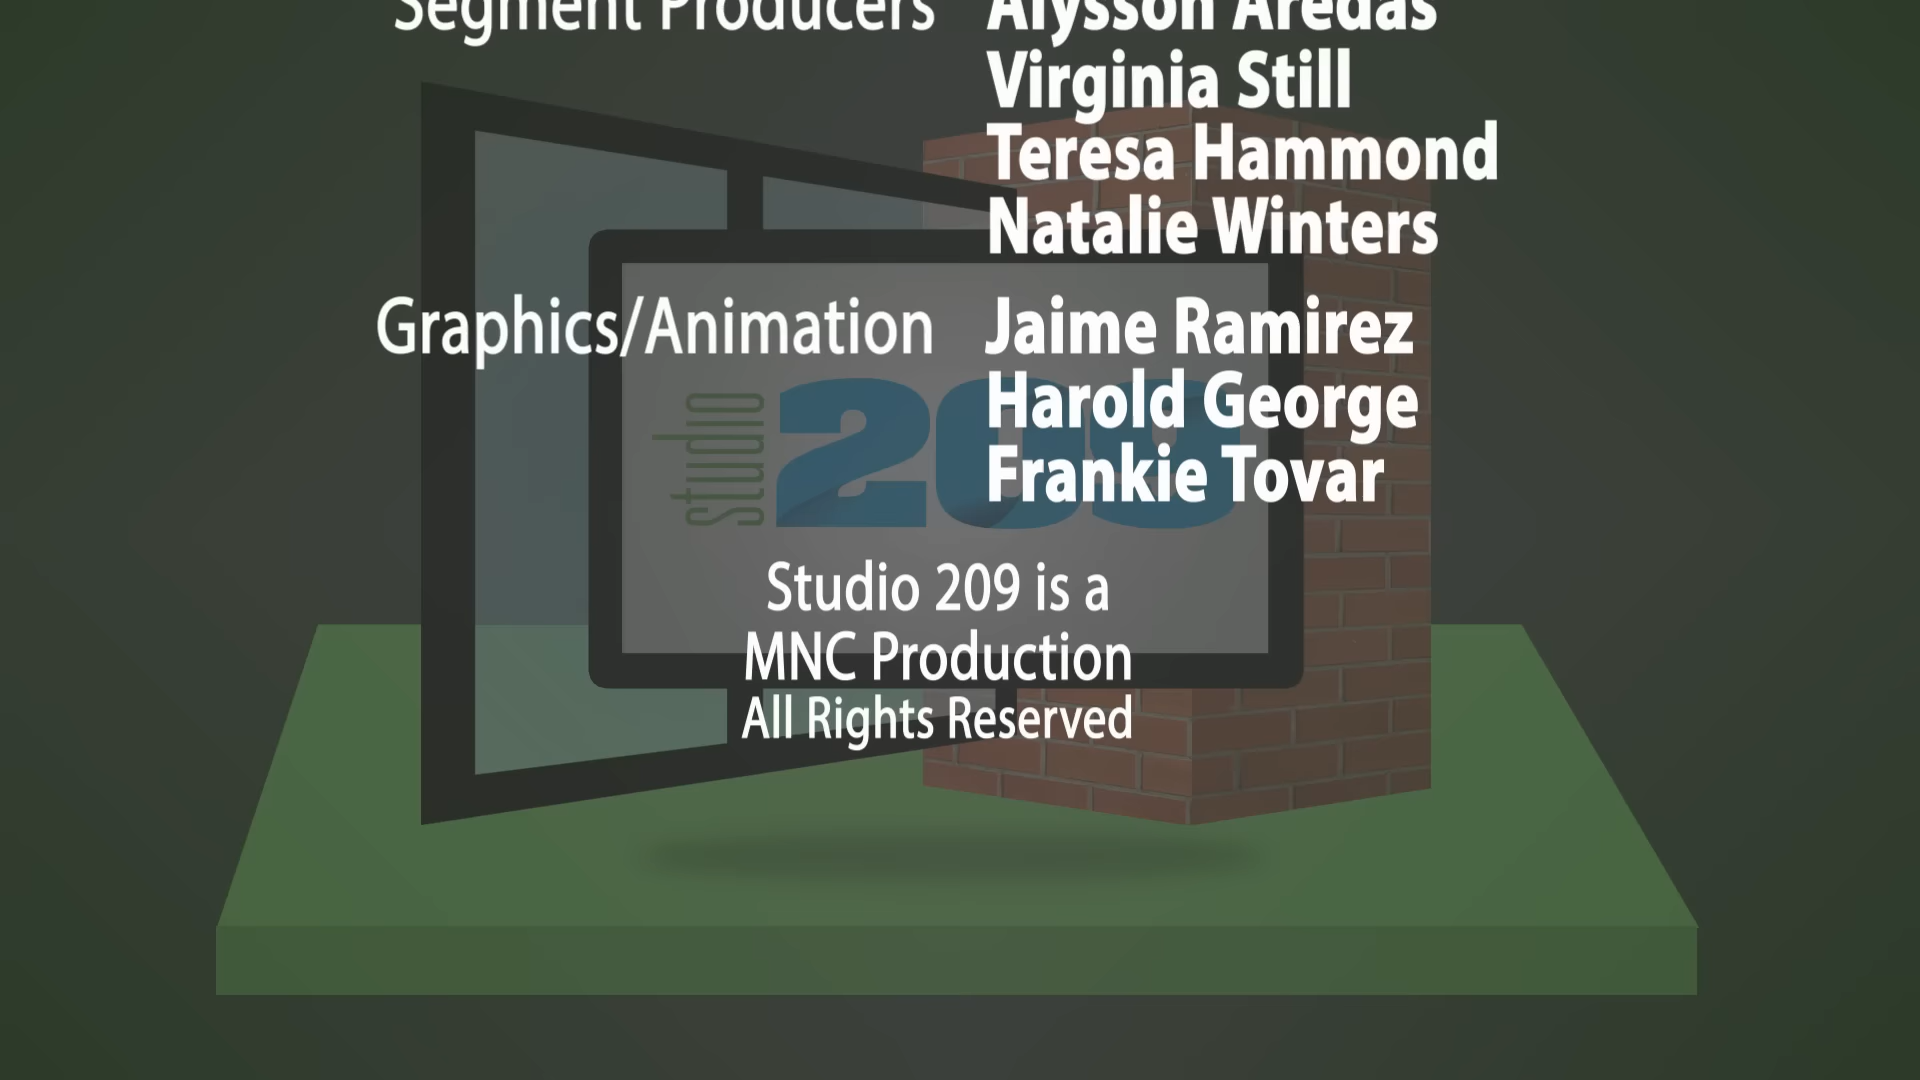 Segment Producers Alysson Aredas
Virginia Still
Teresa Hammond
Natalie Winters
Graphics/Animation Jaime Ramirez
Harold George
Frankie Tovar
studio 209
Studio 209 is a
MNC Production
All Rights Reserved